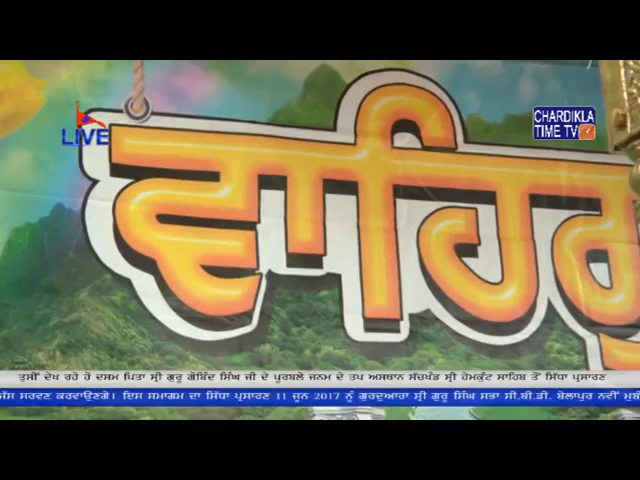 LIVE
CHARDIKLA
TIME TV
ਵਾਹਿਗੁ
ਤੁਸੀਂ ਦੇਖ ਰਹੇ ਹੋ ਦਸਮ ਪਿਤਾ ਸ੍ਰੀ ਗੁਰੂ ਗੋਬਿੰਦ ਸਿੰਘ ਜੀ ਦੇ ਪੂਰਬਲੇ ਜਨਮ ਦੇ ਤਪ ਅਸਥਾਨ ਸੱਚਖੰਡ ਸ੍ਰੀ ਹੇਮਕੁੰਟ ਸਾਹਿਬ ਤੋਂ ਸਿੱਧਾ ਪ੍ਰਸਾਰਣ
ਸਰਵਣ ਕਰਵਾਉਣਗੇ। ਇਸ ਸਮਾਗਮ ਦਾ ਸਿੱਧਾ ਪ੍ਰਸਾਰਣ 11 ਜੂਨ 2017 ਨੂੰ ਗੁਰਦੁਆਰਾ ਸ੍ਰੀ ਗੁਰੂ ਸਿੰਘ ਸਭਾ ਸੀ.ਬੀ.ਡੀ. ਬੇਲਾਪੁਰ ਨਵੀਂ